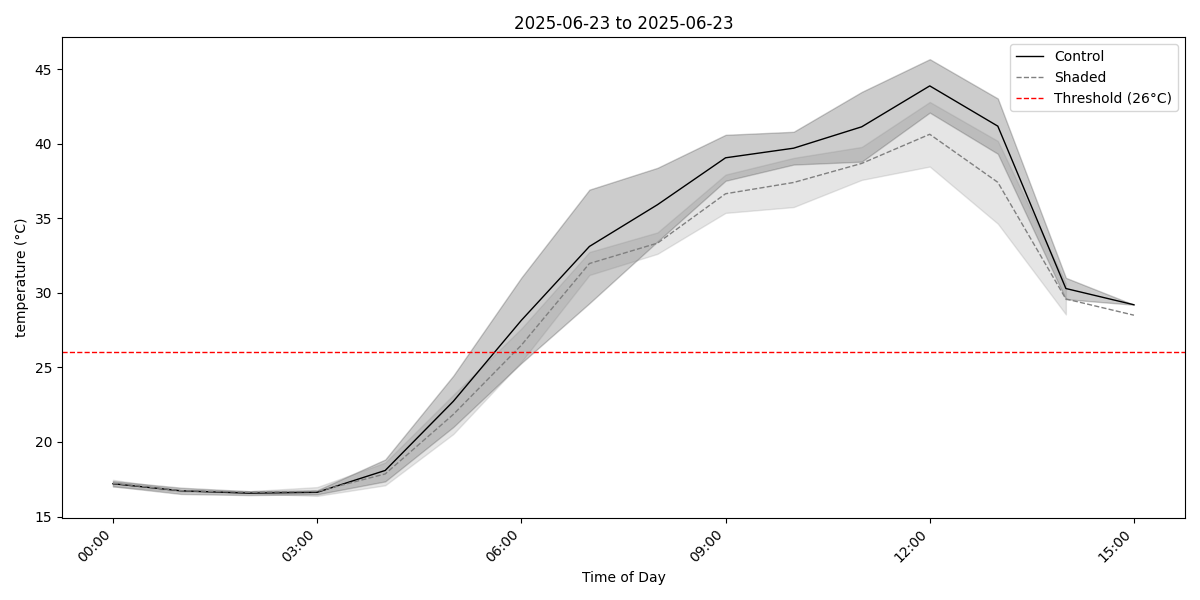 2025-06-23 to 2025-06-23
Control
Shaded
Threshold (26°C)
45
40
35
30
25
20
15
temperature (°C)
00:00
03:00
06:00
09:00
12:00
15:00
Time of Day